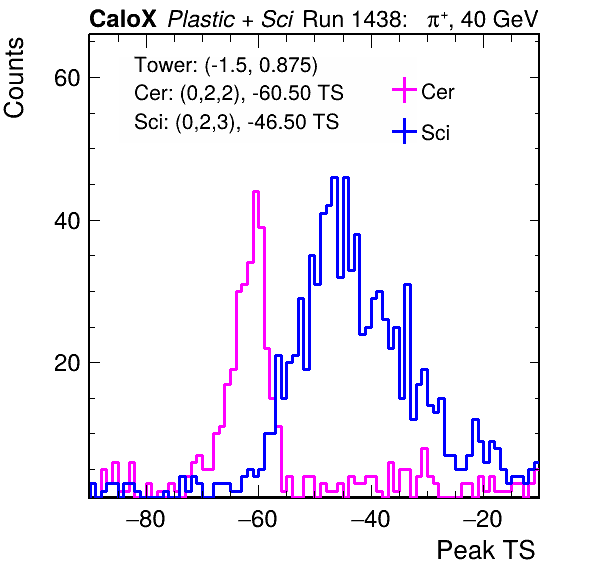 CaloX Plastic + Sci Run 1438: π⁺, 40 GeV
Counts
Tower: (-1.5, 0.875)
Cer: (0,2,2), -60.50 TS
Sci: (0,2,3), -46.50 TS
Cer
Sci
60
40
20
−80 −60 −40 −20
Peak TS